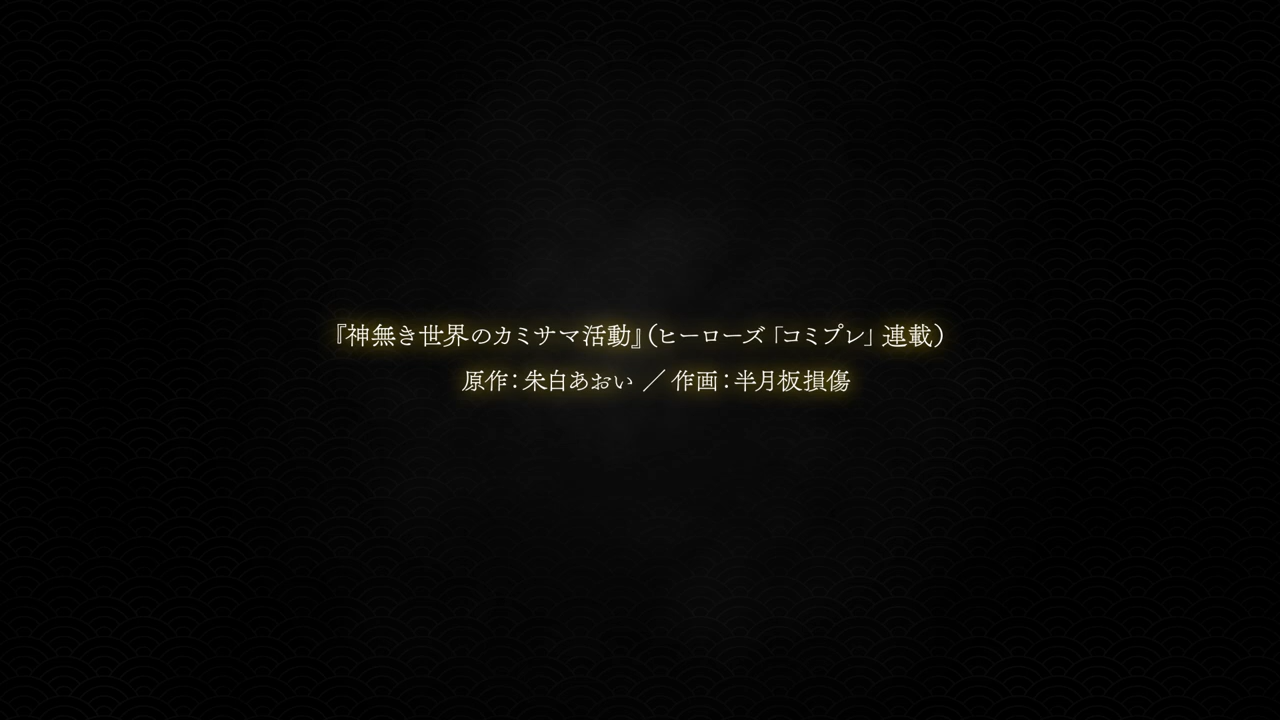 『神無き世界のカミサマ活動』（ヒーローズ「コミプレ」連載）
原作：朱白あおい ／ 作画：半月板損傷